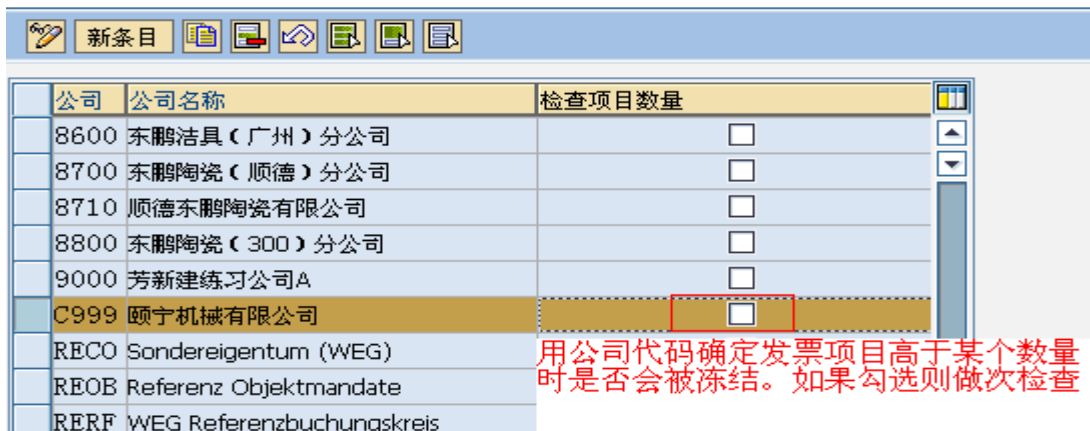 新条目
公司 公司名称 检查项目数量
8600 东鹏洁具(广州)分公司
8700 东鹏陶瓷(顺德)分公司
8710 顺德东鹏陶瓷有限公司
8800 东鹏陶瓷(300)分公司
9000 芳新建练习公司A
C999 颐宁机械有限公司
RECO Sondereigentum (WEG)
用公司代码确定发票项目高于某个数量
REOB Referenz Objektmandate
时是否会被冻结。如果勾选则做次检查
RERF WEG Referenzbuchungskreis